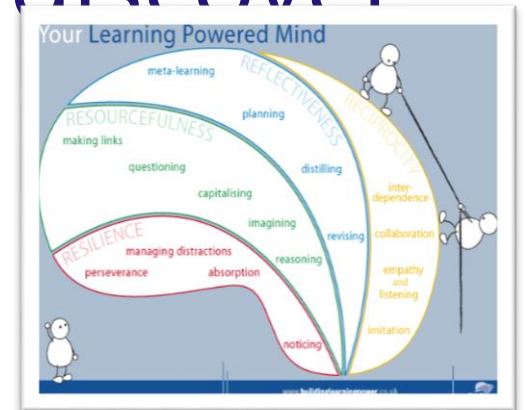 Your Learning Powered Mind
REFLECTIVENESS
meta-learning
planning
distilling
revising
RESOURCEFULNESS
making links
questioning
capitalising
imagining
reasoning
RESILIENCE
managing distractions
perseverance
absorption
noticing
RECIPROCITY
inter-
dependence
collaboration
empathy
and
listening
imitation
www.buildinglearningpower.co.uk